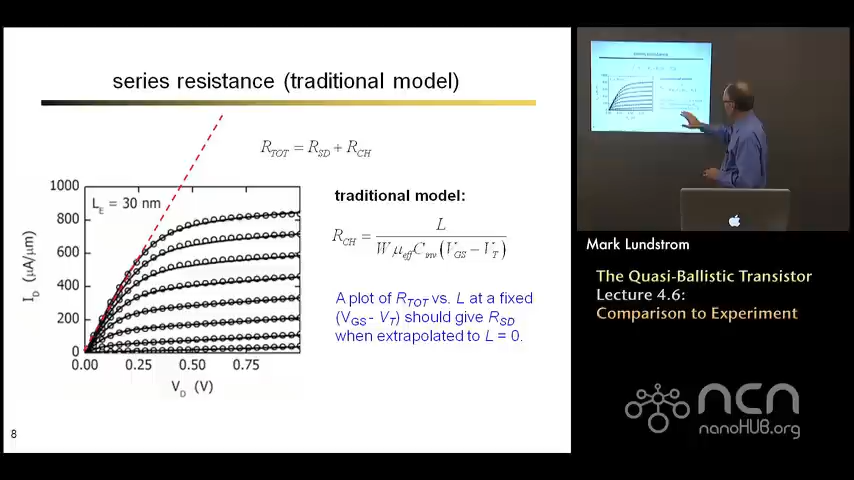 series resistance (traditional model)
R_TOT = R_SD + R_CH
traditional model:
R_CH = L / (W μ_eff C_inv (V_GS − V_T))
A plot of R_TOT vs. L at a fixed
(V_GS - V_T) should give R_SD
when extrapolated to L = 0.
L_E = 30 nm
1000
800
600
400
200
0
I_D (μA/μm)
0.00 0.25 0.50 0.75
V_D (V)
8
Mark Lundstrom
The Quasi-Ballistic Transistor
Lecture 4.6:
Comparison to Experiment
ncn
nanoHUB.org